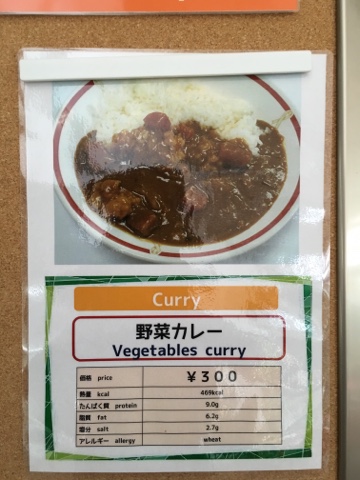 Curry
野菜カレー
Vegetables curry
価格 price ￥３００
熱量 kcal 469kcal
たんぱく質 protein 9.0g
脂質 fat 6.2g
塩分 salt 2.7g
アレルギー allergy wheat